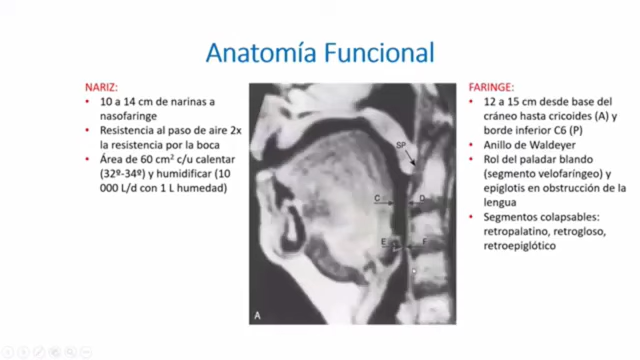 Anatomía Funcional
NARIZ:
• 10 a 14 cm de narinas a
nasofaringe
• Resistencia al paso de aire 2x
la resistencia por la boca
• Área de 60 cm² c/u calentar
(32º-34º) y humidificar (10
000 L/d con 1 L humedad)
SP
C
D
E
F
A
FARINGE:
• 12 a 15 cm desde base del
cráneo hasta cricoides (A) y
borde inferior C6 (P)
• Anillo de Waldeyer
• Rol del paladar blando
(segmento velofaríngeo) y
epiglotis en obstrucción de la
lengua
• Segmentos colapsables:
retropalatino, retrogloso,
retroepiglótico